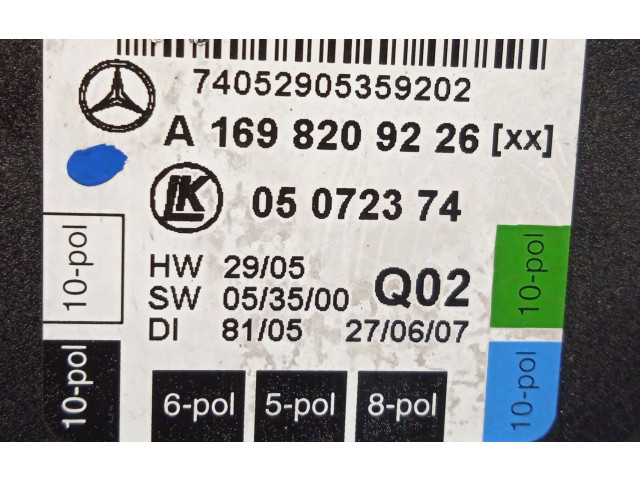 74052905359202
A 169 820 92 26 [xx]
LK
05 0723 74
HW 29/05
SW 05/35/00
DI 81/05 27/06/07
Q02
10-pol
10-pol
10-pol
10-pol
6-pol 5-pol 8-pol